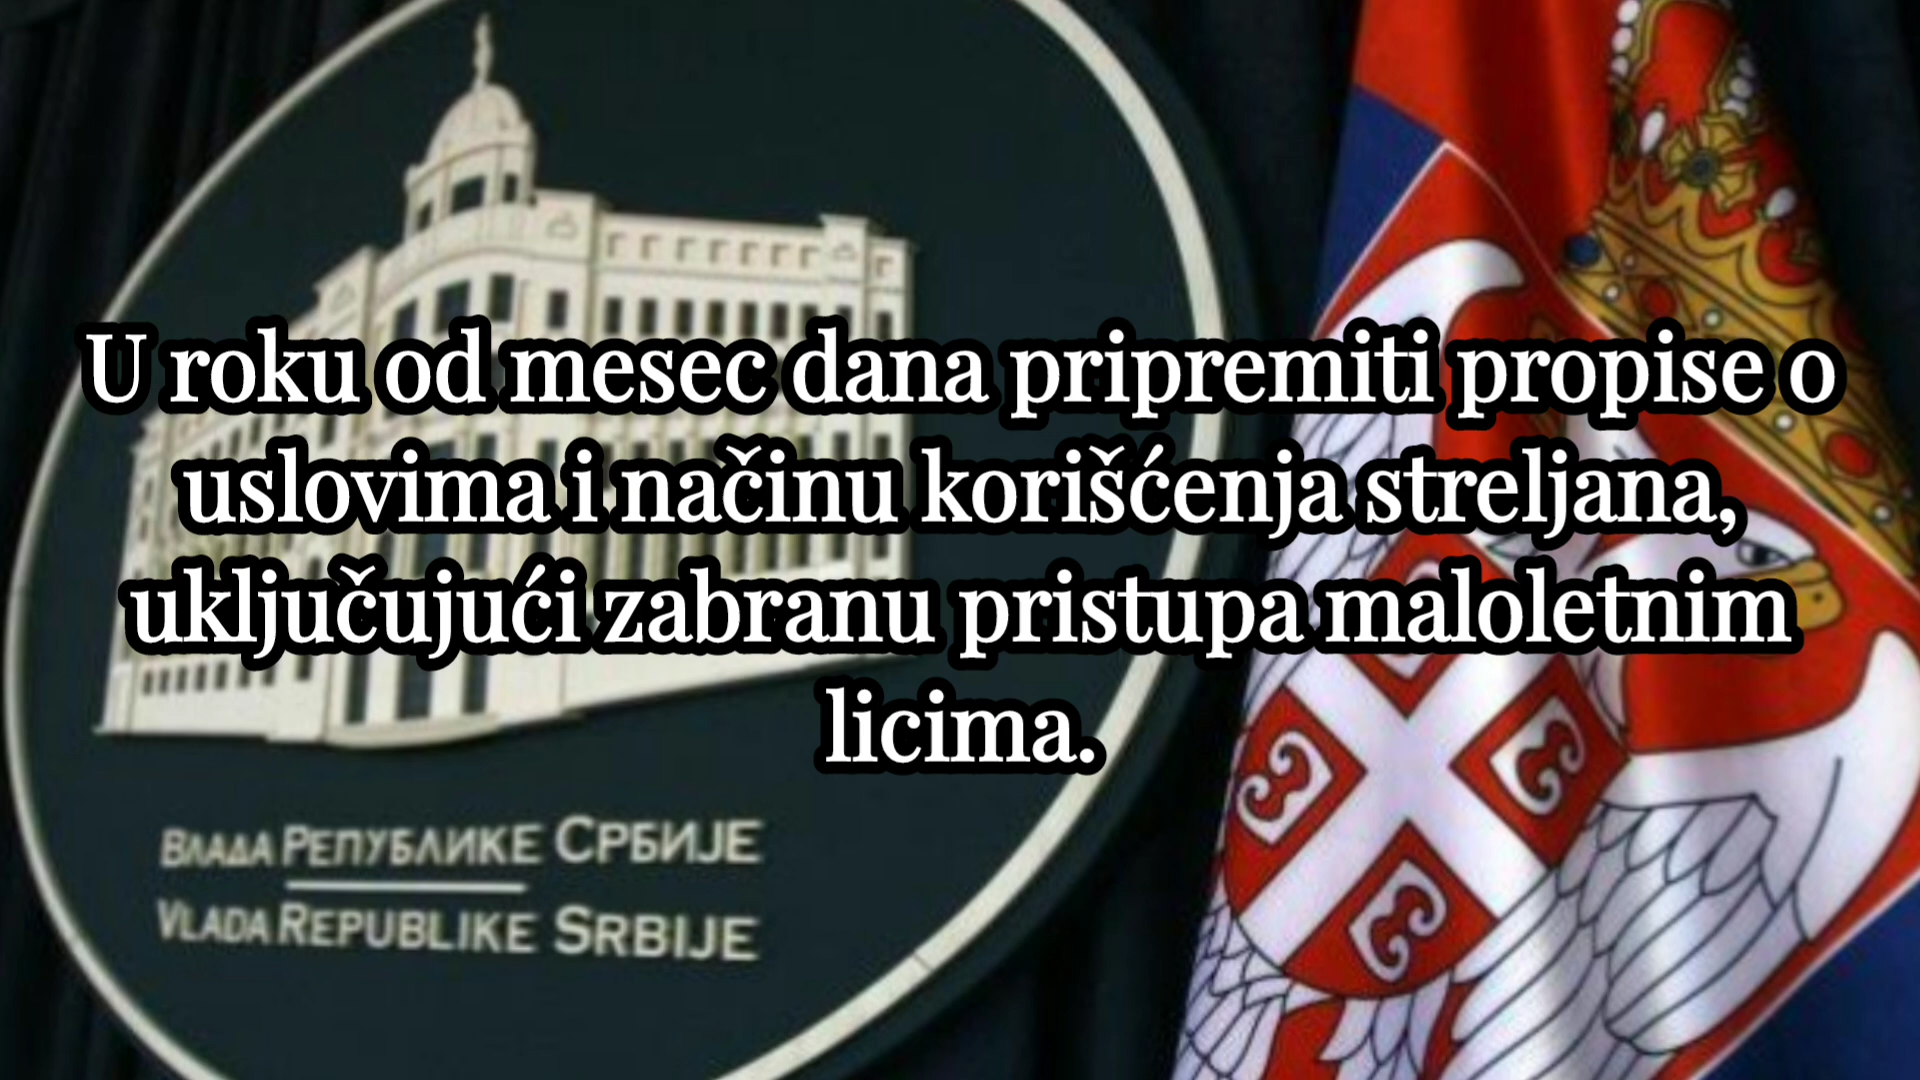 U roku od mesec dana pripremiti propise o
uslovima i načinu korišćenja streljana,
uključujući zabranu pristupa maloletnim
licima.
ВЛАДА РЕПУБЛИКЕ СРБИЈЕ
VLADA REPUBLIKE SRBIJE